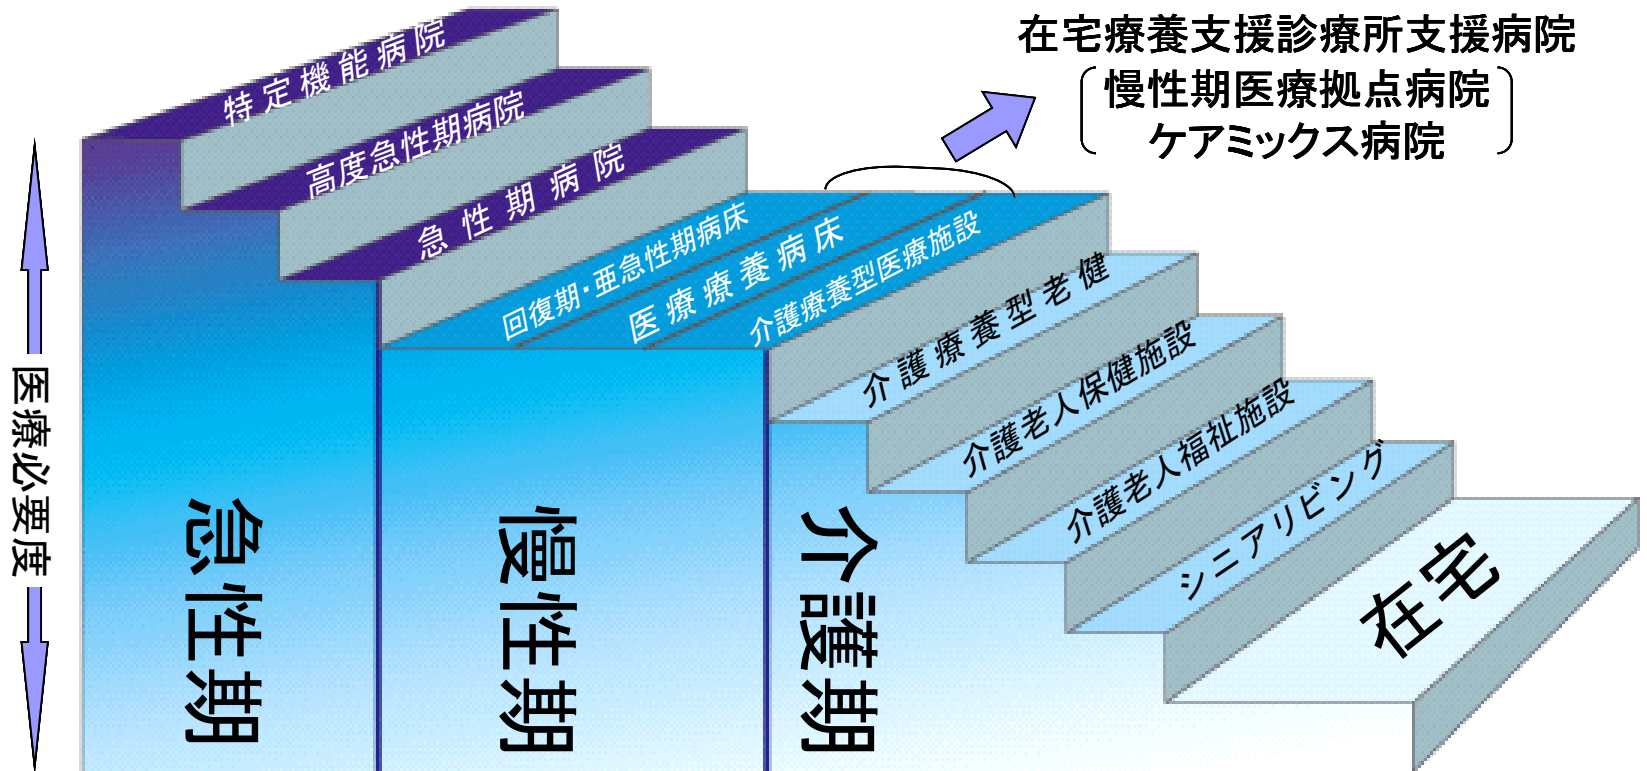 在宅療養支援診療所支援病院
慢性期医療拠点病院
ケアミックス病院
特定機能病院
高度急性期病院
急性期病院
回復期・亜急性期病床
医療療養病床
介護療養型医療施設
介護療養型老健
介護老人保健施設
介護老人福祉施設
シニアリビング
在宅
医療必要度
急性期
慢性期
介護期